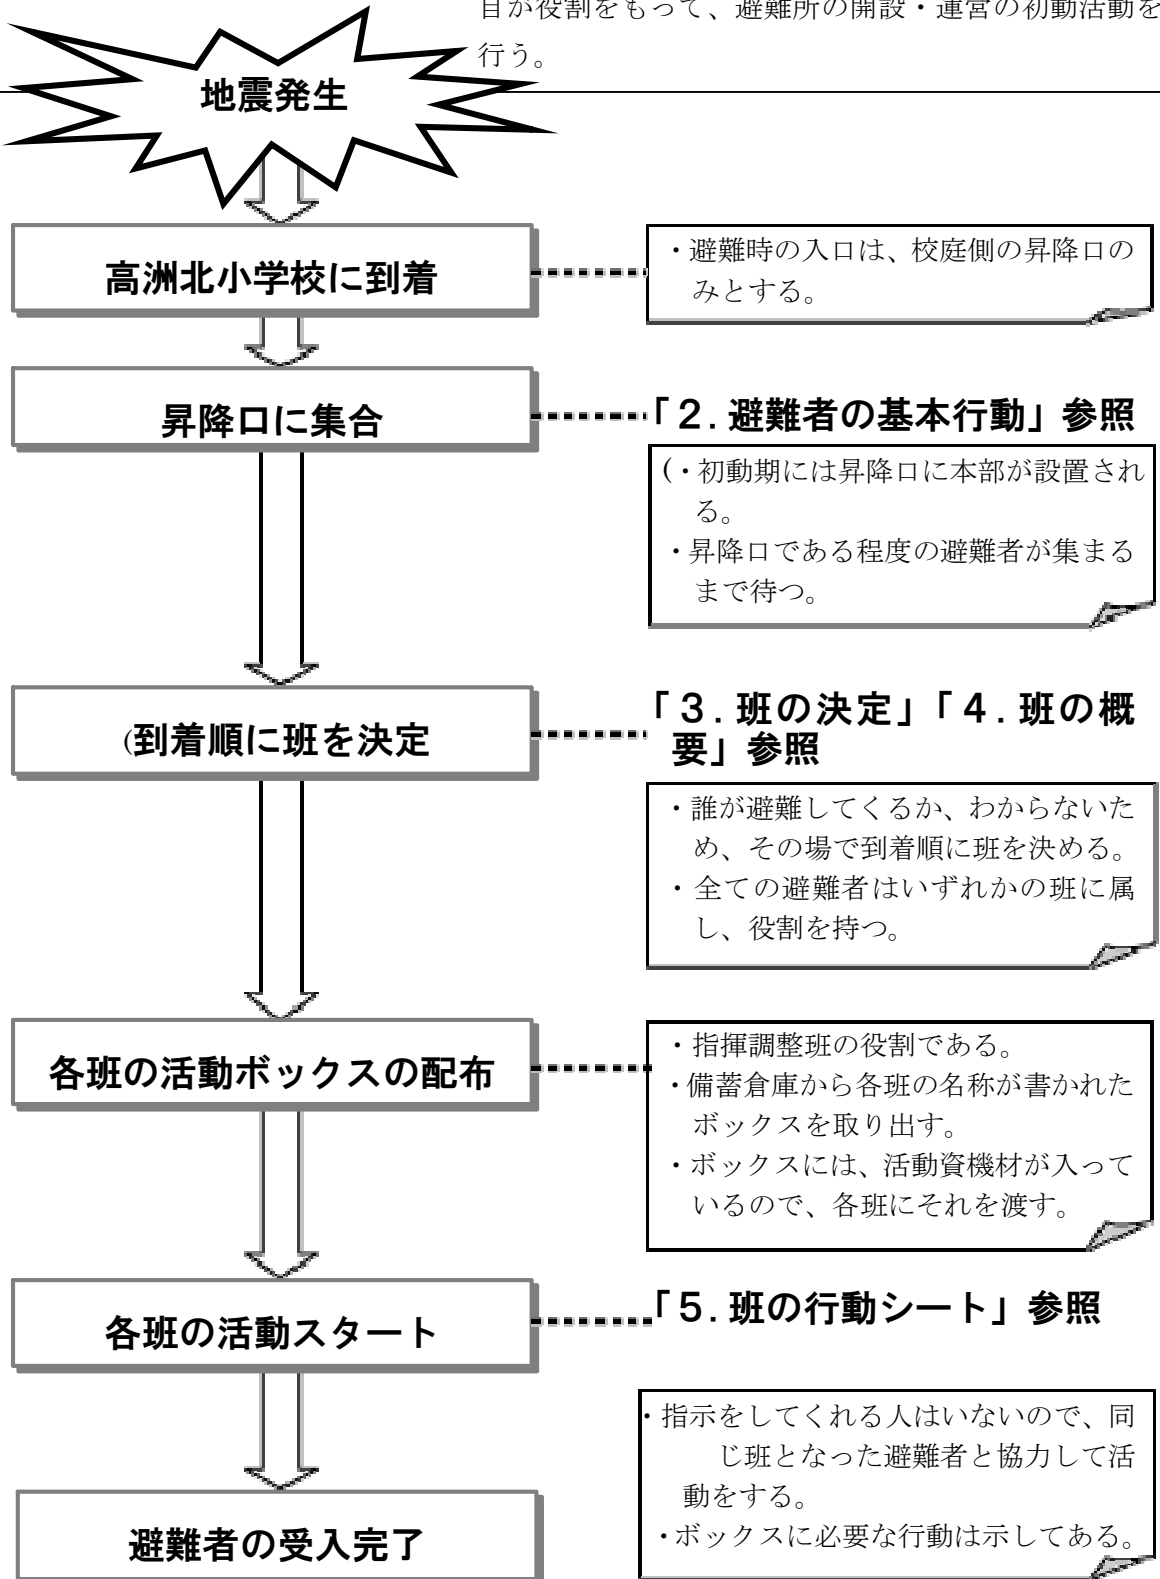 目が役割をもって、避難所の開設・運営の初動活動を
行う。
地震発生
高洲北小学校に到着
・避難時の入口は、校庭側の昇降口の
みとする。
昇降口に集合
「２．避難者の基本行動」参照
(・初動期には昇降口に本部が設置され
る。
・昇降口である程度の避難者が集まる
まで待つ。
(到着順に班を決定
「３．班の決定」「４．班の概
要」参照
・誰が避難してくるか、わからないた
め、その場で到着順に班を決める。
・全ての避難者はいずれかの班に属
し、役割を持つ。
各班の活動ボックスの配布
・指揮調整班の役割である。
・備蓄倉庫から各班の名称が書かれた
ボックスを取り出す。
・ボックスには、活動資機材が入って
いるので、各班にそれを渡す。
各班の活動スタート
「５．班の行動シート」参照
・指示をしてくれる人はいないので、同
じ班となった避難者と協力して活
動をする。
・ボックスに必要な行動は示してある。
避難者の受入完了